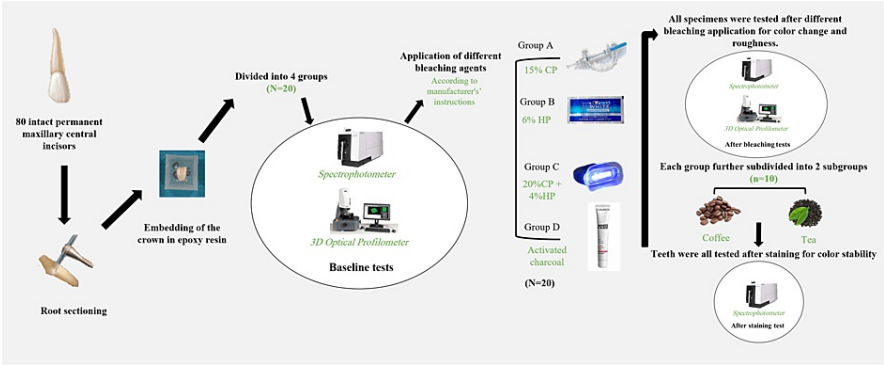 80 intact permanent
maxillary central
incisors
Root sectioning
Embedding of the
crown in epoxy resin
Divided into 4 groups
(N=20)
Spectrophotometer
3D Optical Profilometer
Baseline tests
Application of different
bleaching agents
According to
manufacturer's'
instructions
Group A
15% CP
Group B
6% HP
Group C
20%CP +
4%HP
Group D
Activated
charcoal
(N=20)
All specimens were tested after different
bleaching application for color change and
roughness.
Spectrophotometer
3D Optical Profilometer
After bleaching tests
Each group further subdivided into 2 subgroups
(n=10)
Coffee
Tea
Teeth were all tested after staining for color stability
Spectrophotometer
After staining test